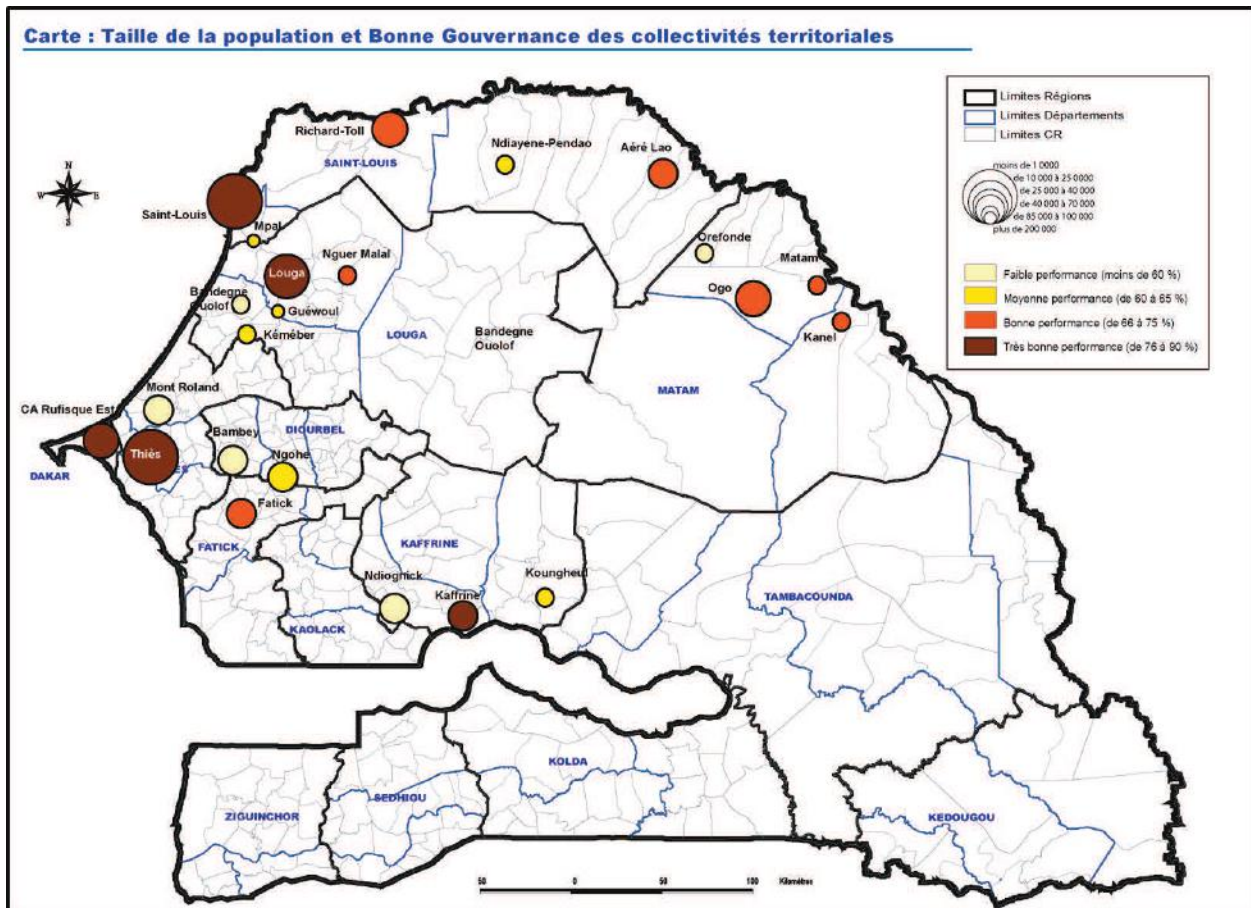 Carte : Taille de la population et Bonne Gouvernance des collectivités territoriales
Limites Régions
Limites Départements
Limites CR
moins de 1 0000
de 10 000 à 25 0000
de 25 000 à 40 000
de 40 000 à 70 000
de 85 000 à 100 000
plus de 200 000
Faible performance (moins de 60 %)
Moyenne performance (de 60 à 65 %)
Bonne performance (de 66 à 75 %)
Très bonne performance (de 76 à 90 %)
N
W
E
S
Richard-Toll
SAINT-LOUIS
Ndiayene-Pendao
Aéré Lao
Saint-Louis
Mpal
Nguer Malal
Louga
Orefonde
Matam
Ogo
Kanel
Bandegne
Ouolof
Guéwoul
Kéméber
LOUGA
Bandegne
Ouolof
MATAM
Mont Roland
CA Rufisque Est
Bambey
DIOURBEL
Thiès
ES
Ngohe
DAKAR
Fatick
FATICK
KAFFRINE
Ndiognick
Kaffrine
Koungheul
TAMBACOUNDA
KAOLACK
KOLDA
SEDHIOU
ZIGUINCHOR
KEDOUGOU
50
0
50
100
Kilomètres